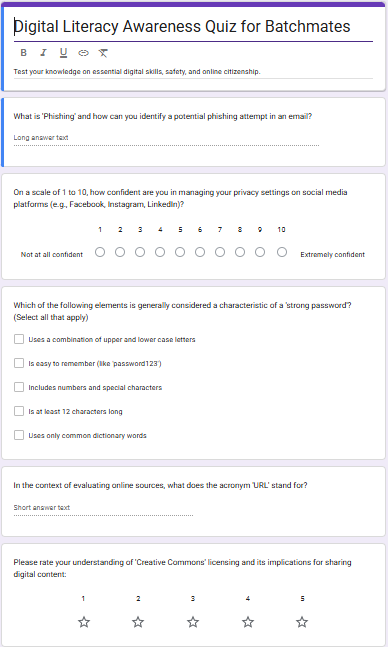 Digital Literacy Awareness Quiz for Batchmates
B I U
Test your knowledge on essential digital skills, safety, and online citizenship.
What is 'Phishing' and how can you identify a potential phishing attempt in an email?
Long answer text
On a scale of 1 to 10, how confident are you in managing your privacy settings on social media
platforms (e.g., Facebook, Instagram, LinkedIn)?
1 2 3 4 5 6 7 8 9 10
Not at all confident Extremely confident
Which of the following elements is generally considered a characteristic of a 'strong password'?
(Select all that apply)
Uses a combination of upper and lower case letters
Is easy to remember (like 'password123')
Includes numbers and special characters
Is at least 12 characters long
Uses only common dictionary words
In the context of evaluating online sources, what does the acronym 'URL' stand for?
Short answer text
Please rate your understanding of 'Creative Commons' licensing and its implications for sharing
digital content:
1 2 3 4 5